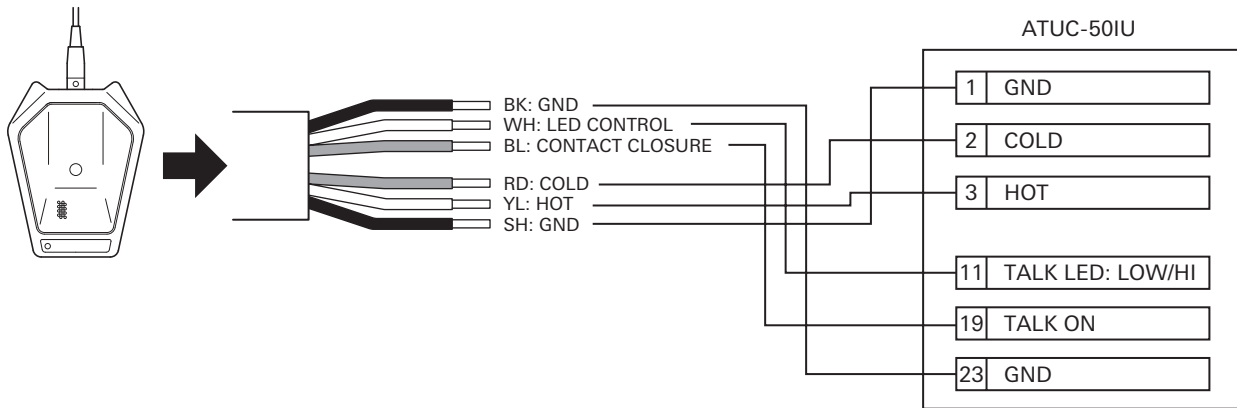 ATUC-50IU
BK: GND
WH: LED CONTROL
BL: CONTACT CLOSURE
RD: COLD
YL: HOT
SH: GND
1 GND
2 COLD
3 HOT
11 TALK LED: LOW/HI
19 TALK ON
23 GND